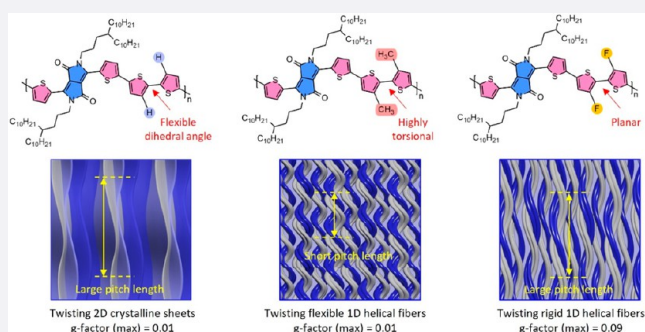 C10H21
C10H21
H
O
N
S
S
S
S
n
N
O
H
C10H21
C10H21
Flexible
dihedral angle
C10H21
C10H21
H3C
O
N
S
S
S
S
n
N
O
CH3
C10H21
C10H21
Highly
torsional
C10H21
C10H21
F
O
N
S
S
S
S
n
N
O
F
C10H21
C10H21
Planar
Large pitch length
Short pitch length
Large pitch length
Twisting 2D crystalline sheets
g-factor (max) = 0.01
Twisting flexible 1D helical fibers
g-factor (max) = 0.01
Twisting rigid 1D helical fibers
g-factor (max) = 0.09